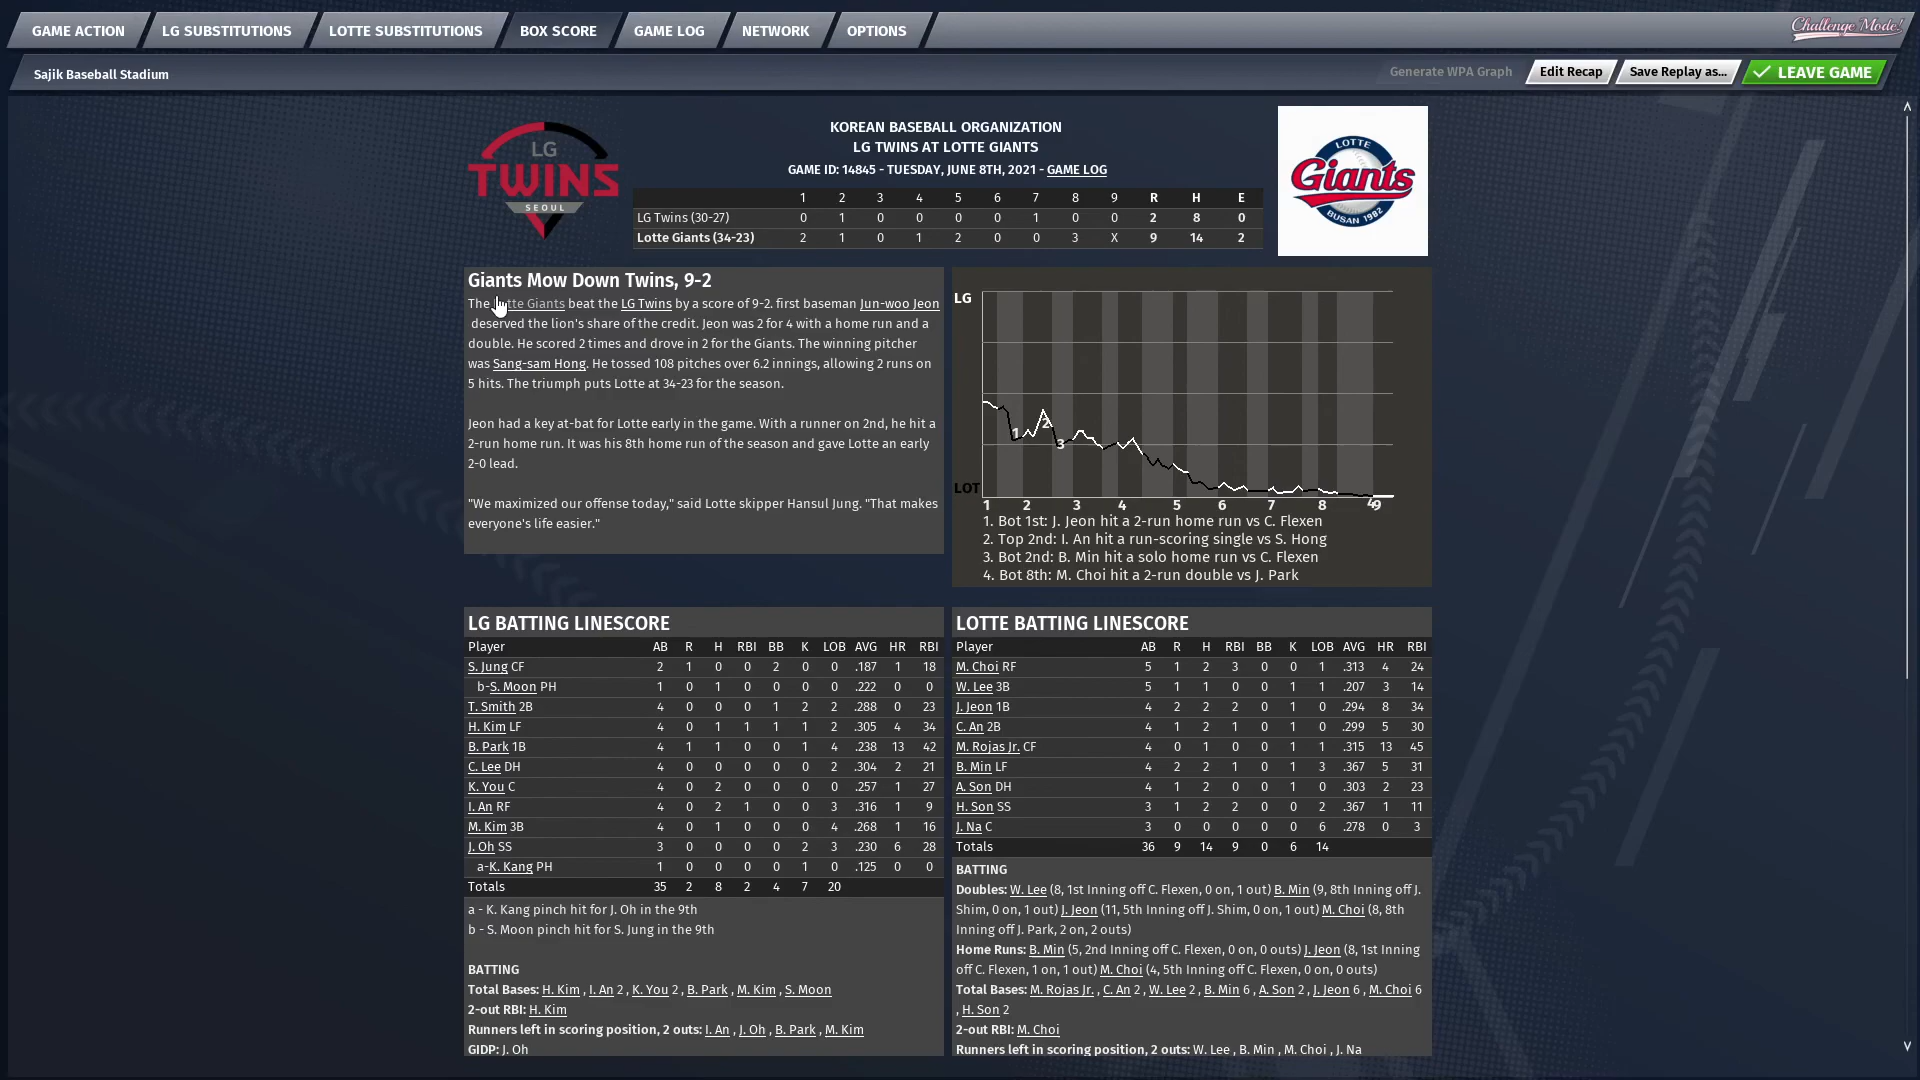 GAME ACTION LG SUBSTITUTIONS LOTTE SUBSTITUTIONS BOX SCORE GAME LOG NETWORK OPTIONS Challenge Mode!
Sajik Baseball Stadium Generate WPA Graph Edit Recap Save Replay as... LEAVE GAME
LG TWINS SEOUL
KOREAN BASEBALL ORGANIZATION
LG TWINS AT LOTTE GIANTS
GAME ID: 14845 - TUESDAY, JUNE 8TH, 2021 - GAME LOG
LOTTE Giants BUSAN 1982
1 2 3 4 5 6 7 8 9 R H E
LG Twins (30-27) 0 1 0 0 0 0 1 0 0 2 8 0
Lotte Giants (34-23) 2 1 0 1 2 0 0 3 X 9 14 2
Giants Mow Down Twins, 9-2
The Giants beat the LG Twins by a score of 9-2. first baseman Jun-woo Jeon
deserved the lion's share of the credit. Jeon was 2 for 4 with a home run and a
double. He scored 2 times and drove in 2 for the Giants. The winning pitcher
was Sang-sam Hong. He tossed 108 pitches over 6.2 innings, allowing 2 runs on
5 hits. The triumph puts Lotte at 34-23 for the season.
Jeon had a key at-bat for Lotte early in the game. With a runner on 2nd, he hit a
2-run home run. It was his 8th home run of the season and gave Lotte an early
2-0 lead.
"We maximized our offense today," said Lotte skipper Hansul Jung. "That makes
everyone's life easier."
LG
1 2 3
LOT
1 2 3 4 5 6 7 8 4 9
1. Bot 1st: J. Jeon hit a 2-run home run vs C. Flexen
2. Top 2nd: I. An hit a run-scoring single vs S. Hong
3. Bot 2nd: B. Min hit a solo home run vs C. Flexen
4. Bot 8th: M. Choi hit a 2-run double vs J. Park
LG BATTING LINESCORE
Player AB R H RBI BB K LOB AVG HR RBI
S. Jung CF 2 1 0 0 2 0 0 .187 1 18
b-S. Moon PH 1 0 1 0 0 0 0 .222 0 0
T. Smith 2B 4 0 0 0 1 2 2 .288 0 23
H. Kim LF 4 0 1 1 1 1 2 .305 4 34
B. Park 1B 4 1 1 0 0 1 4 .238 13 42
C. Lee DH 4 0 0 0 0 0 2 .304 2 21
K. You C 4 0 2 0 0 0 0 .257 1 27
I. An RF 4 0 2 1 0 0 3 .316 1 9
M. Kim 3B 4 0 1 0 0 0 4 .268 1 16
J. Oh SS 3 0 0 0 0 2 3 .230 6 28
a-K. Kang PH 1 0 0 0 0 1 0 .125 0 0
Totals 35 2 8 2 4 7 20
a - K. Kang pinch hit for J. Oh in the 9th
b - S. Moon pinch hit for S. Jung in the 9th
BATTING
Total Bases: H. Kim , I. An 2 , K. You 2 , B. Park , M. Kim , S. Moon
2-out RBI: H. Kim
Runners left in scoring position, 2 outs: I. An , J. Oh , B. Park , M. Kim
GIDP: J. Oh
LOTTE BATTING LINESCORE
Player AB R H RBI BB K LOB AVG HR RBI
M. Choi RF 5 1 2 3 0 0 1 .313 4 24
W. Lee 3B 5 1 1 0 0 1 1 .207 3 14
J. Jeon 1B 4 2 2 2 0 1 0 .294 8 34
C. An 2B 4 1 2 1 0 1 0 .299 5 30
M. Rojas Jr. CF 4 0 1 0 0 1 1 .315 13 45
B. Min LF 4 2 2 1 0 1 3 .367 5 31
A. Son DH 4 1 2 0 0 1 0 .303 2 23
H. Son SS 3 1 2 2 0 0 2 .367 1 11
J. Na C 3 0 0 0 0 0 6 .278 0 3
Totals 36 9 14 9 0 6 14
BATTING
Doubles: W. Lee (8, 1st Inning off C. Flexen, 0 on, 1 out) B. Min (9, 8th Inning off J.
Shim, 0 on, 1 out) J. Jeon (11, 5th Inning off J. Shim, 0 on, 1 out) M. Choi (8, 8th
Inning off J. Park, 2 on, 2 outs)
Home Runs: B. Min (5, 2nd Inning off C. Flexen, 0 on, 0 outs) J. Jeon (8, 1st Inning
off C. Flexen, 1 on, 1 out) M. Choi (4, 5th Inning off C. Flexen, 0 on, 0 outs)
Total Bases: M. Rojas Jr. , C. An 2 , W. Lee 2 , B. Min 6 , A. Son 2 , J. Jeon 6 , M. Choi 6
, H. Son 2
2-out RBI: M. Choi
Runners left in scoring position, 2 outs: W. Lee , B. Min , M. Choi , J. Na